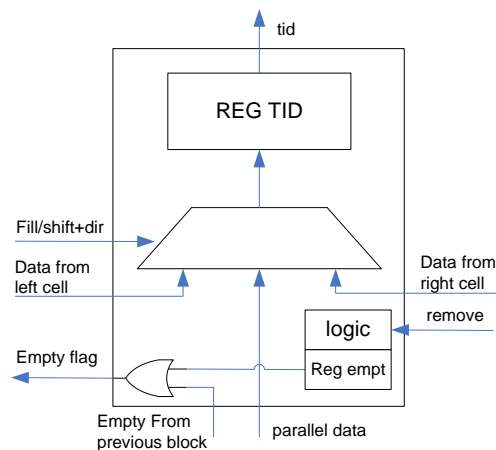 tid
REG TID
Fill/shift+dir
Data from
left cell
Data from
right cell
logic
remove
Empty flag
Reg empt
Empty From
previous block
parallel data